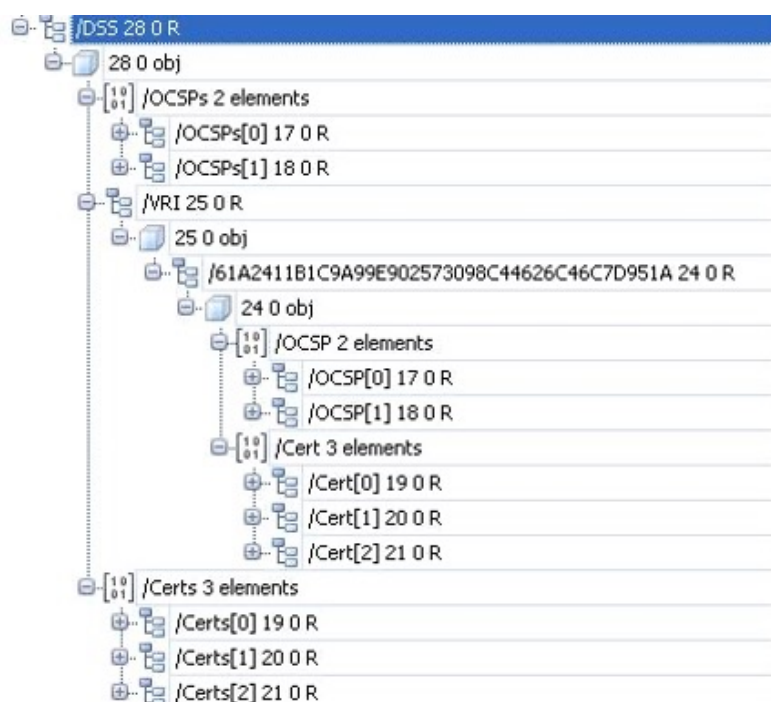 /DSS 28 0 R
28 0 obj
/OCSPs 2 elements
/OCSPs[0] 17 0 R
/OCSPs[1] 18 0 R
/VRI 25 0 R
25 0 obj
/61A2411B1C9A99E902573098C44626C46C7D951A 24 0 R
24 0 obj
/OCSP 2 elements
/OCSP[0] 17 0 R
/OCSP[1] 18 0 R
/Cert 3 elements
/Cert[0] 19 0 R
/Cert[1] 20 0 R
/Cert[2] 21 0 R
/Certs 3 elements
/Certs[0] 19 0 R
/Certs[1] 20 0 R
/Certs[2] 21 0 R